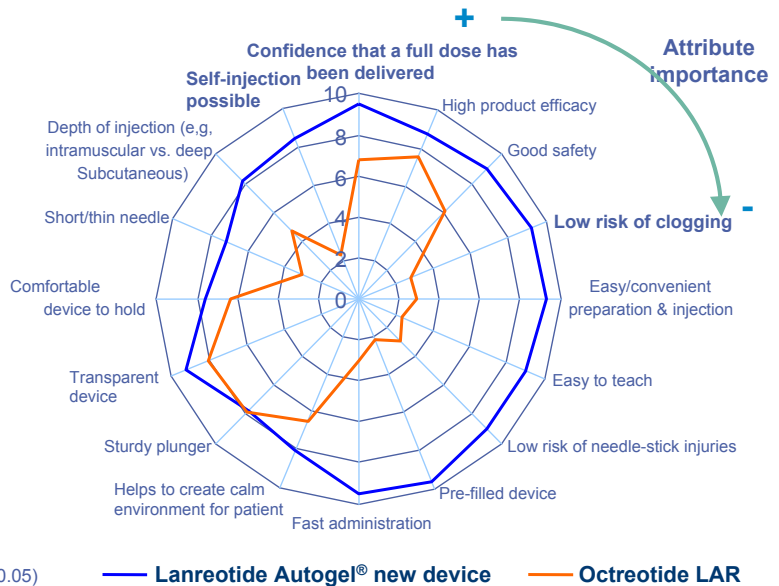 +
Attribute
importance
Confidence that a full dose has
been delivered
Self-injection
possible
High product efficacy
Depth of injection (e,g,
intramuscular vs. deep
Subcutaneous)
Good safety
Short/thin needle
Low risk of clogging
-
Comfortable
device to hold
Easy/convenient
preparation & injection
Transparent
device
Easy to teach
Sturdy plunger
Low risk of needle-stick injuries
Helps to create calm
environment for patient
Pre-filled device
Fast administration
10
8
6
4
2
0
0.05)
Lanreotide Autogel® new device
Octreotide LAR